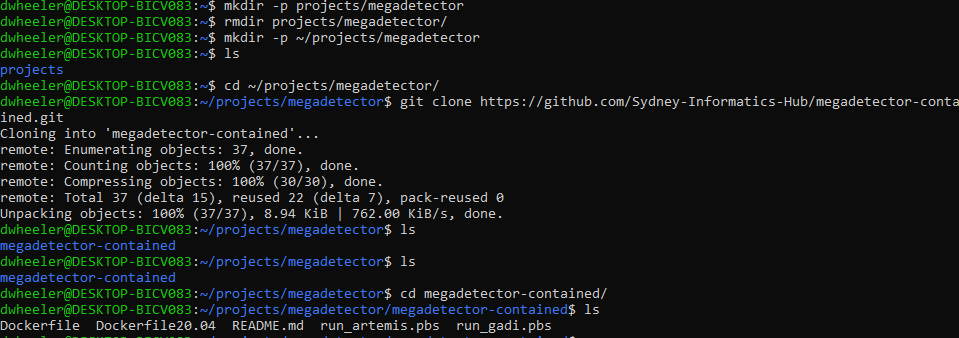 dwheeler@DESKTOP-BICV083:~$ mkdir -p projects/megadetector
dwheeler@DESKTOP-BICV083:~$ rmdir projects/megadetector/
dwheeler@DESKTOP-BICV083:~$ mkdir -p ~/projects/megadetector
dwheeler@DESKTOP-BICV083:~$ ls
projects
dwheeler@DESKTOP-BICV083:~$ cd ~/projects/megadetector/
dwheeler@DESKTOP-BICV083:~/projects/megadetector$ git clone https://github.com/Sydney-Informatics-Hub/megadetector-conta
ined.git
Cloning into 'megadetector-contained'...
remote: Enumerating objects: 37, done.
remote: Counting objects: 100% (37/37), done.
remote: Compressing objects: 100% (30/30), done.
remote: Total 37 (delta 15), reused 22 (delta 7), pack-reused 0
Unpacking objects: 100% (37/37), 8.94 KiB | 762.00 KiB/s, done.
dwheeler@DESKTOP-BICV083:~/projects/megadetector$ ls
megadetector-contained
dwheeler@DESKTOP-BICV083:~/projects/megadetector$ ls
megadetector-contained
dwheeler@DESKTOP-BICV083:~/projects/megadetector$ cd megadetector-contained/
dwheeler@DESKTOP-BICV083:~/projects/megadetector/megadetector-contained$ ls
Dockerfile  Dockerfile20.04  README.md  run_artemis.pbs  run_gadi.pbs